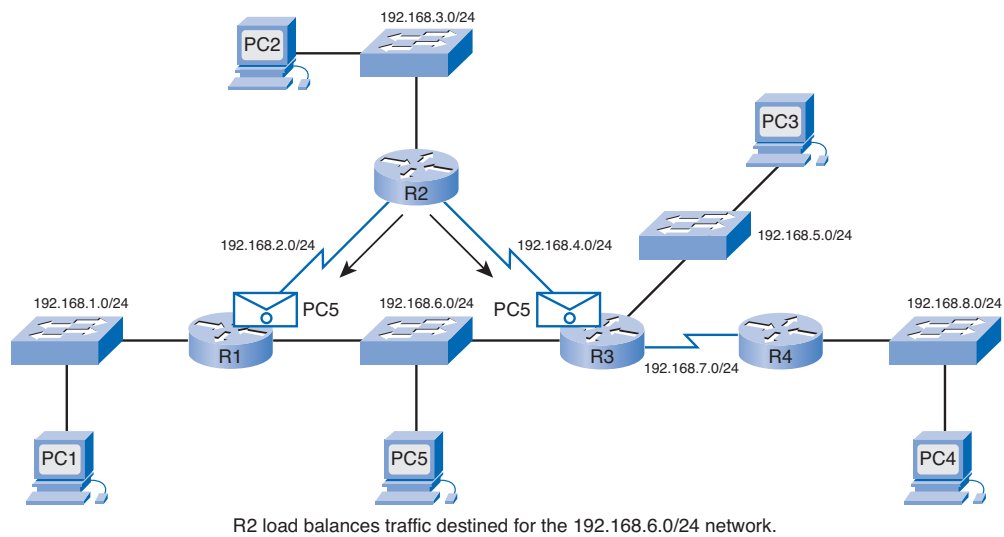 192.168.3.0/24
PC2
PC3
R2
192.168.2.0/24
192.168.4.0/24
192.168.5.0/24
192.168.1.0/24
PC5
192.168.6.0/24
PC5
192.168.8.0/24
R1
R3
R4
192.168.7.0/24
PC1
PC5
PC4
R2 load balances traffic destined for the 192.168.6.0/24 network.